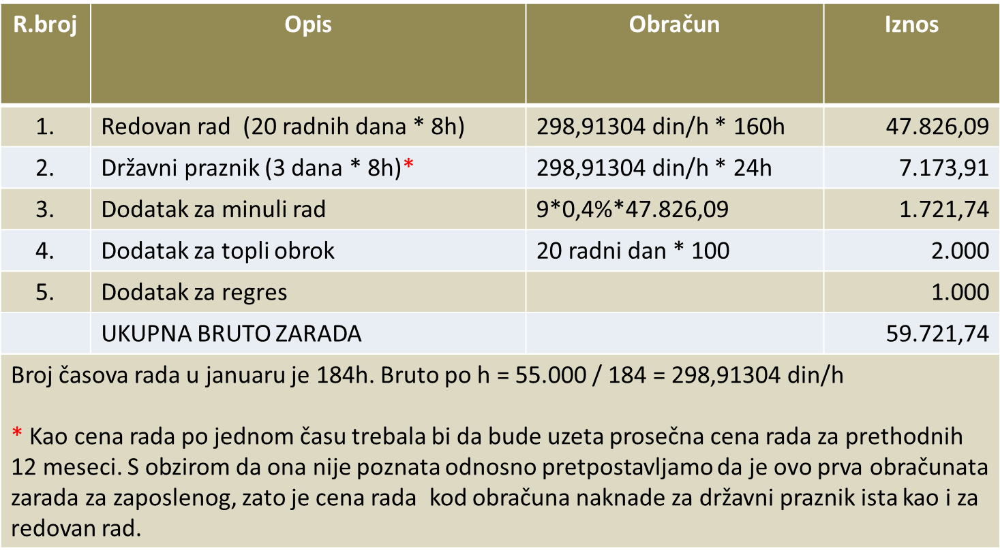 R.broj Opis Obračun Iznos
1. Redovan rad (20 radnih dana * 8h) 298,91304 din/h * 160h 47.826,09
2. Državni praznik (3 dana * 8h)* 298,91304 din/h * 24h 7.173,91
3. Dodatak za minuli rad 9*0,4%*47.826,09 1.721,74
4. Dodatak za topli obrok 20 radni dan * 100 2.000
5. Dodatak za regres 1.000
UKUPNA BRUTO ZARADA 59.721,74
Broj časova rada u januaru je 184h. Bruto po h = 55.000 / 184 = 298,91304 din/h
* Kao cena rada po jednom času trebala bi da bude uzeta prosečna cena rada za prethodnih
12 meseci. S obzirom da ona nije poznata odnosno pretpostavljamo da je ovo prva obračunata
zarada za zaposlenog, zato je cena rada kod obračuna naknade za državni praznik ista kao i za
redovan rad.